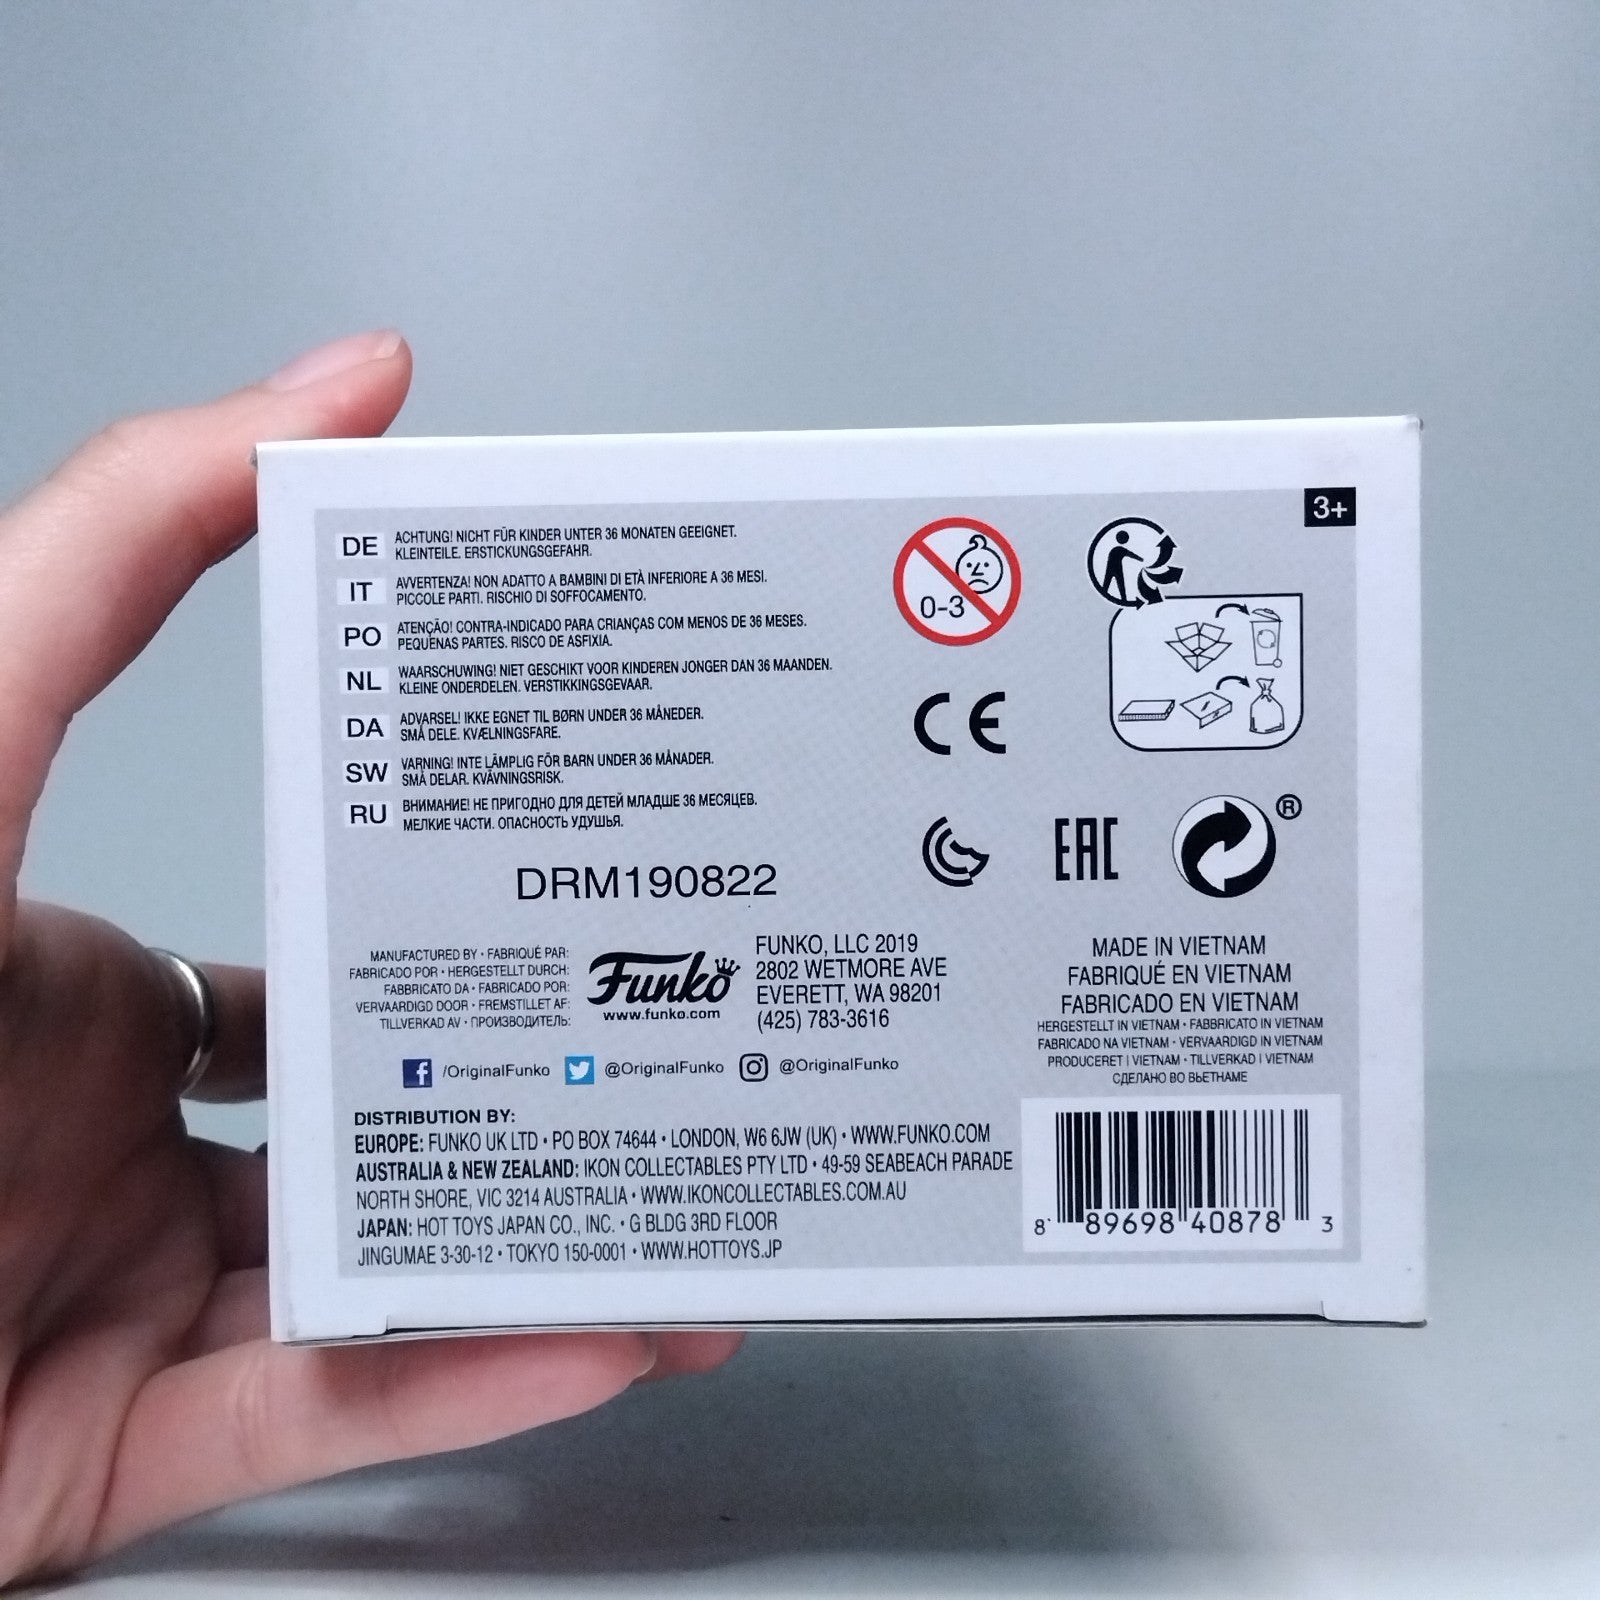 3+
DE ACHTUNG! NICHT FÜR KINDER UNTER 36 MONATEN GEEIGNET.
KLEINTEILE. ERSTICKUNGSGEFAHR.
IT AVVERTENZA! NON ADATTO A BAMBINI DI ETÀ INFERIORE A 36 MESI.
PICCOLE PARTI. RISCHIO DI SOFFOCAMENTO.
PO ATENÇÃO! CONTRA-INDICADO PARA CRIANÇAS COM MENOS DE 36 MESES.
PEQUENAS PARTES. RISCO DE ASFIXIA.
NL WAARSCHUWING! NIET GESCHIKT VOOR KINDEREN JONGER DAN 36 MAANDEN.
KLEINE ONDERDELEN. VERSTIKKINGSGEVAAR.
DA ADVARSEL! IKKE EGNET TIL BØRN UNDER 36 MÅNEDER.
SMÅ DELE. KVÆLNINGSFARE.
SW VARNING! INTE LÄMPLIG FÖR BARN UNDER 36 MÅNADER.
SMÅ DELAR. KVÄVNINGSRISK.
RU ВНИМАНИЕ! НЕ ПРИГОДНО ДЛЯ ДЕТЕЙ МЛАДШЕ 36 МЕСЯЦЕВ.
МЕЛКИЕ ЧАСТИ. ОПАСНОСТЬ УДУШЬЯ.
0-3
CE
EAC
®
DRM190822
MANUFACTURED BY • FABRIQUÉ PAR:
FABRICADO POR • HERGESTELLT DURCH:
FABBRICATO DA • FABRICADO POR:
VERVAARDIGD DOOR • FREMSTILLET AF:
TILLVERKAD AV • ПРОИЗВОДИТЕЛЬ:
Funko
www.funko.com
FUNKO, LLC 2019
2802 WETMORE AVE
EVERETT, WA 98201
(425) 783-3616
MADE IN VIETNAM
FABRIQUÉ EN VIETNAM
FABRICADO EN VIETNAM
HERGESTELLT IN VIETNAM • FABBRICATO IN VIETNAM
FABRICADO NA VIETNAM • VERVAARDIGD IN VIETNAM
PRODUCERET I VIETNAM • TILLVERKAD I VIETNAM
СДЕЛАНО ВО ВЬЕТНАМЕ
f /OriginalFunko @OriginalFunko @OriginalFunko
DISTRIBUTION BY:
EUROPE: FUNKO UK LTD • PO BOX 74644 • LONDON, W6 6JW (UK) • WWW.FUNKO.COM
AUSTRALIA & NEW ZEALAND: IKON COLLECTABLES PTY LTD • 49-59 SEABEACH PARADE
NORTH SHORE, VIC 3214 AUSTRALIA • WWW.IKONCOLLECTABLES.COM.AU
JAPAN: HOT TOYS JAPAN CO., INC. • G BLDG 3RD FLOOR
JINGUMAE 3-30-12 • TOKYO 150-0001 • WWW.HOTTOYS.JP
8 89698 40878 3